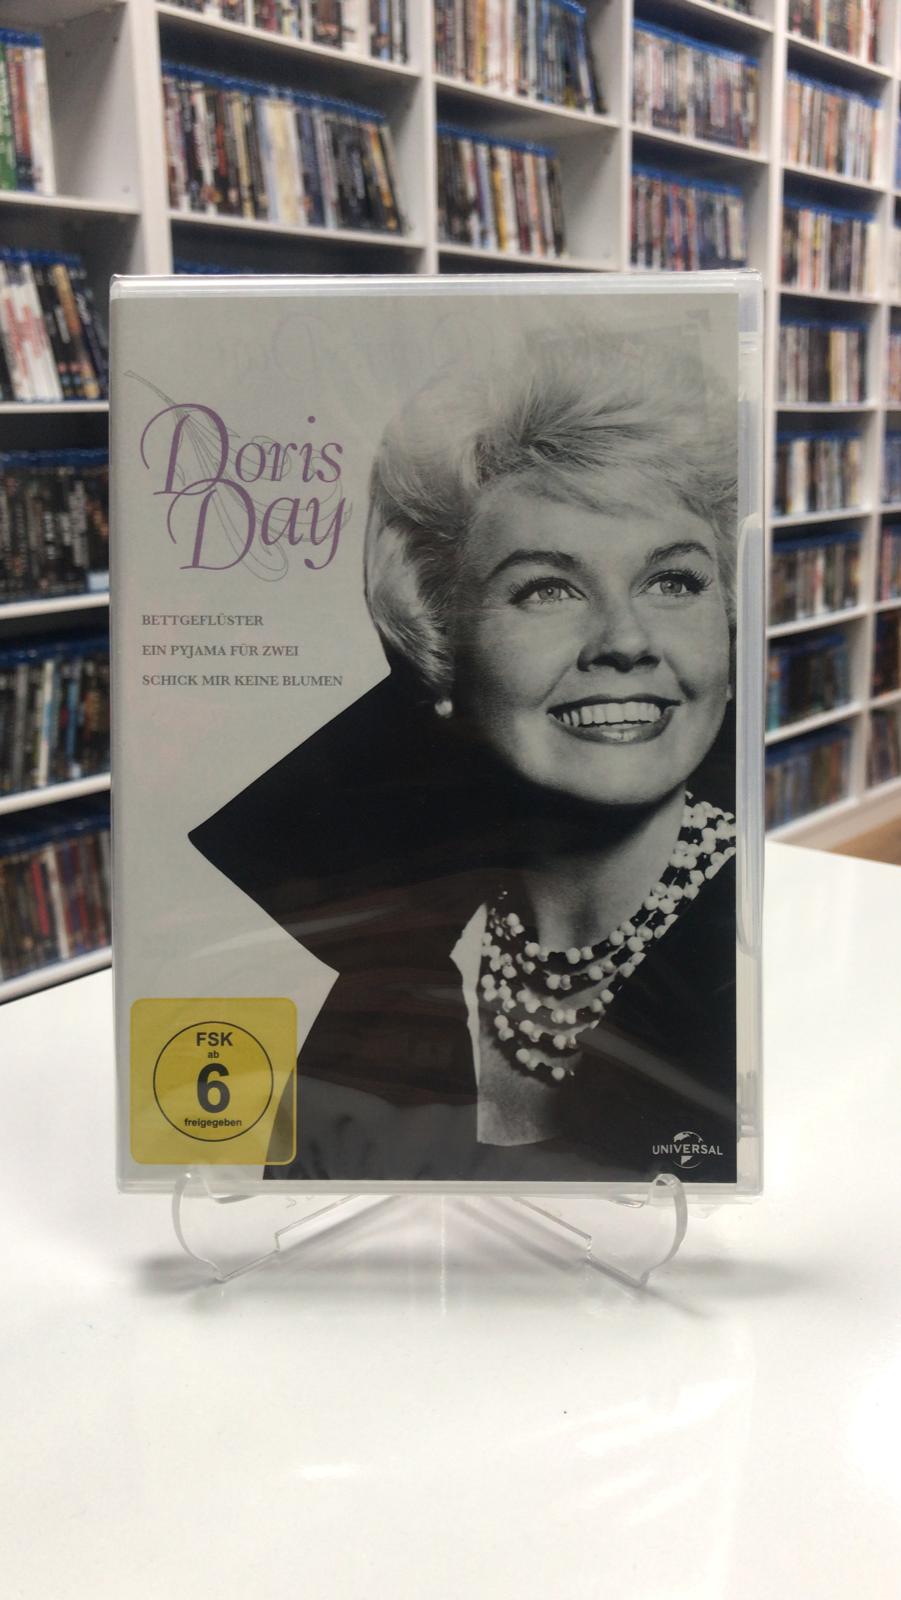 Doris
Day
BETTGEFLÜSTER
EIN PYJAMA FÜR ZWEI
SCHICK MIR KEINE BLUMEN
FSK
ab
6
freigegeben
UNIVERSAL